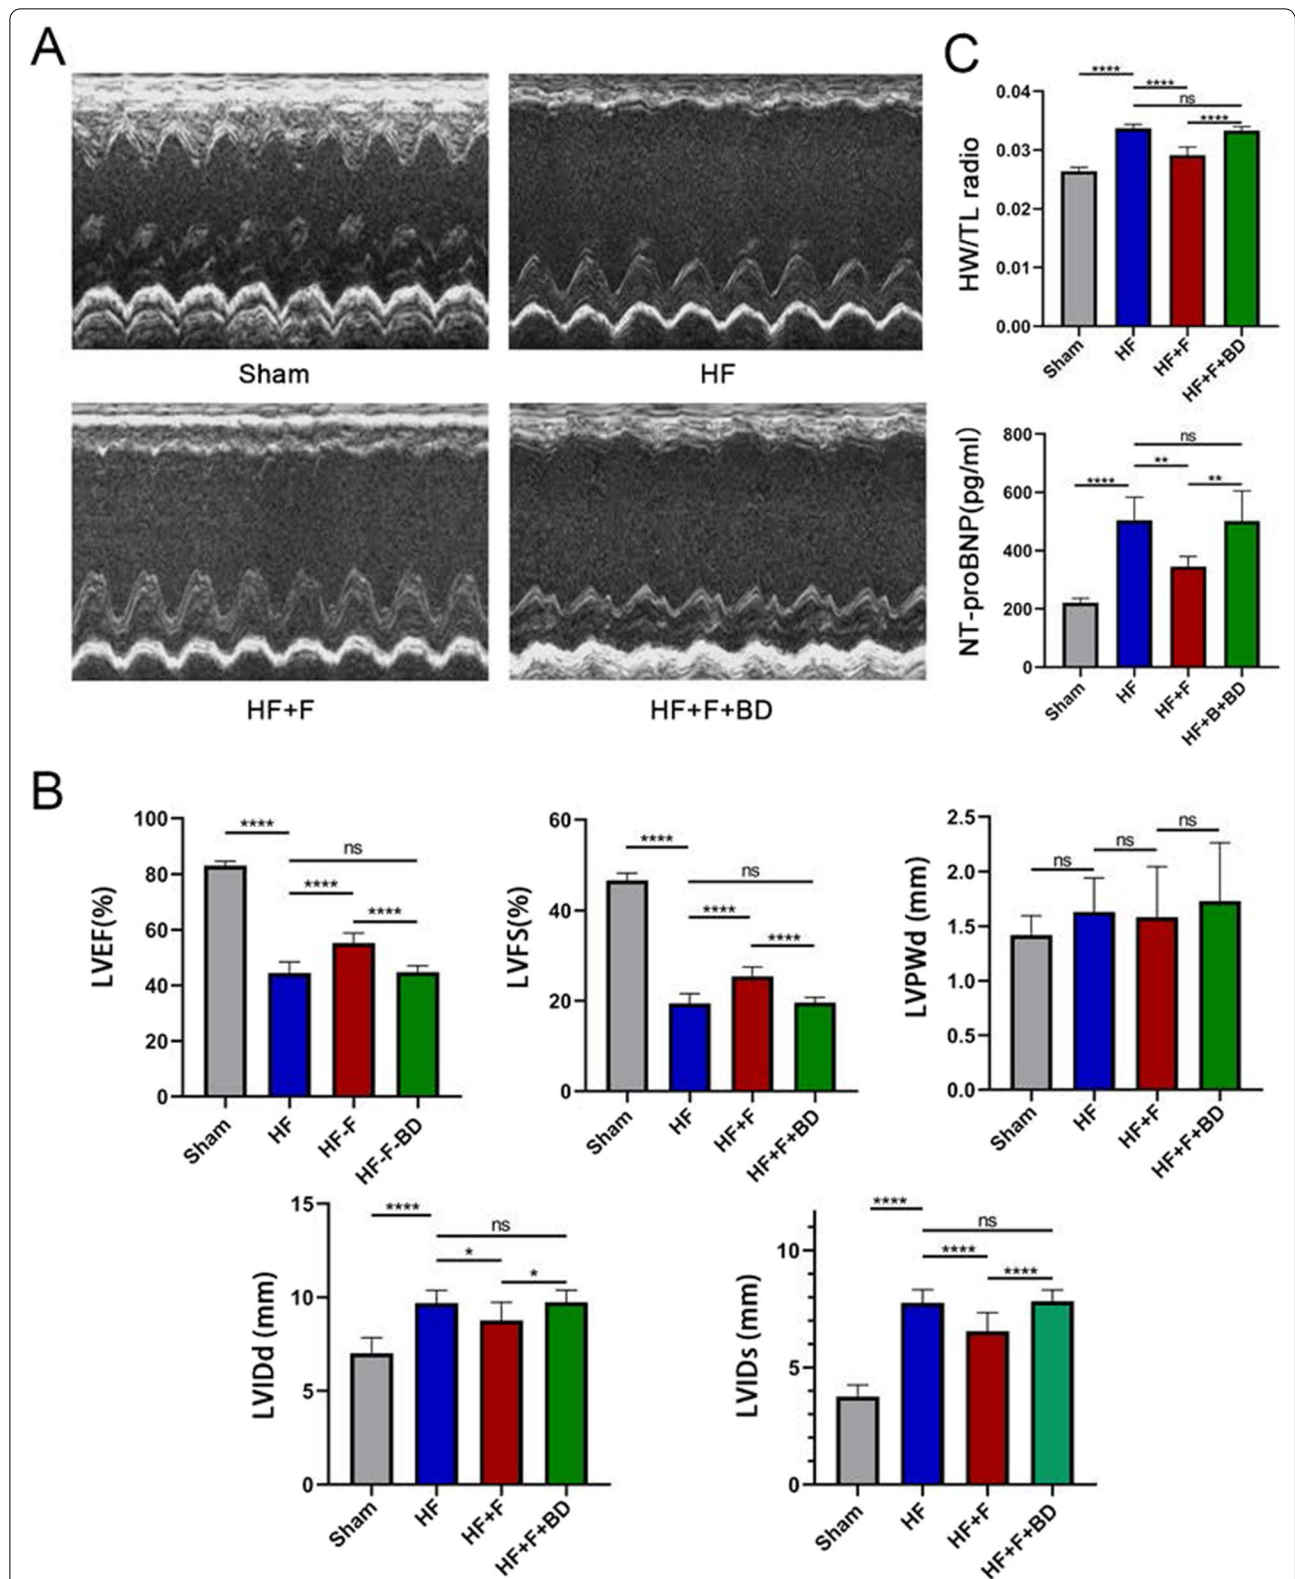 A
Sham
HF
HF+F
HF+F+BD
C
HW/TL radio
0.04
0.03
0.02
0.01
0.00
****
****
ns
****
Sham
HF
HF+F
HF+F+BD
NT-proBNP(pg/ml)
800
600
400
200
0
ns
**
**
****
Sham
HF
HF+F
HF+B+BD
B
LVEF(%)
100
80
60
40
20
0
****
ns
****
****
Sham
HF
HF-F
HF-F-BD
LVFS(%)
60
40
20
0
****
ns
****
****
Sham
HF
HF+F
HF+F+BD
LVPWd (mm)
2.5
2.0
1.5
1.0
0.5
0.0
ns
ns
ns
Sham
HF
HF+F
HF+F+BD
LVIDd (mm)
15
10
5
0
****
ns
*
*
Sham
HF
HF+F
HF+F+BD
LVIDs (mm)
10
5
0
****
ns
****
****
Sham
HF
HF+F
HF+F+BD